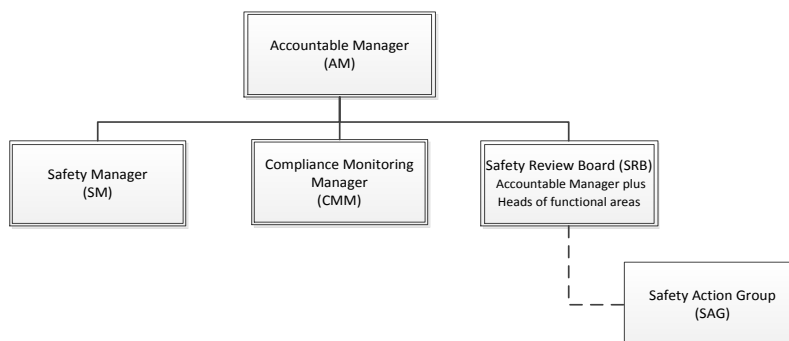 Accountable Manager
(AM)
Safety Manager
(SM)
Compliance Monitoring
Manager
(CMM)
Safety Review Board (SRB)
Accountable Manager plus
Heads of functional areas
Safety Action Group
(SAG)